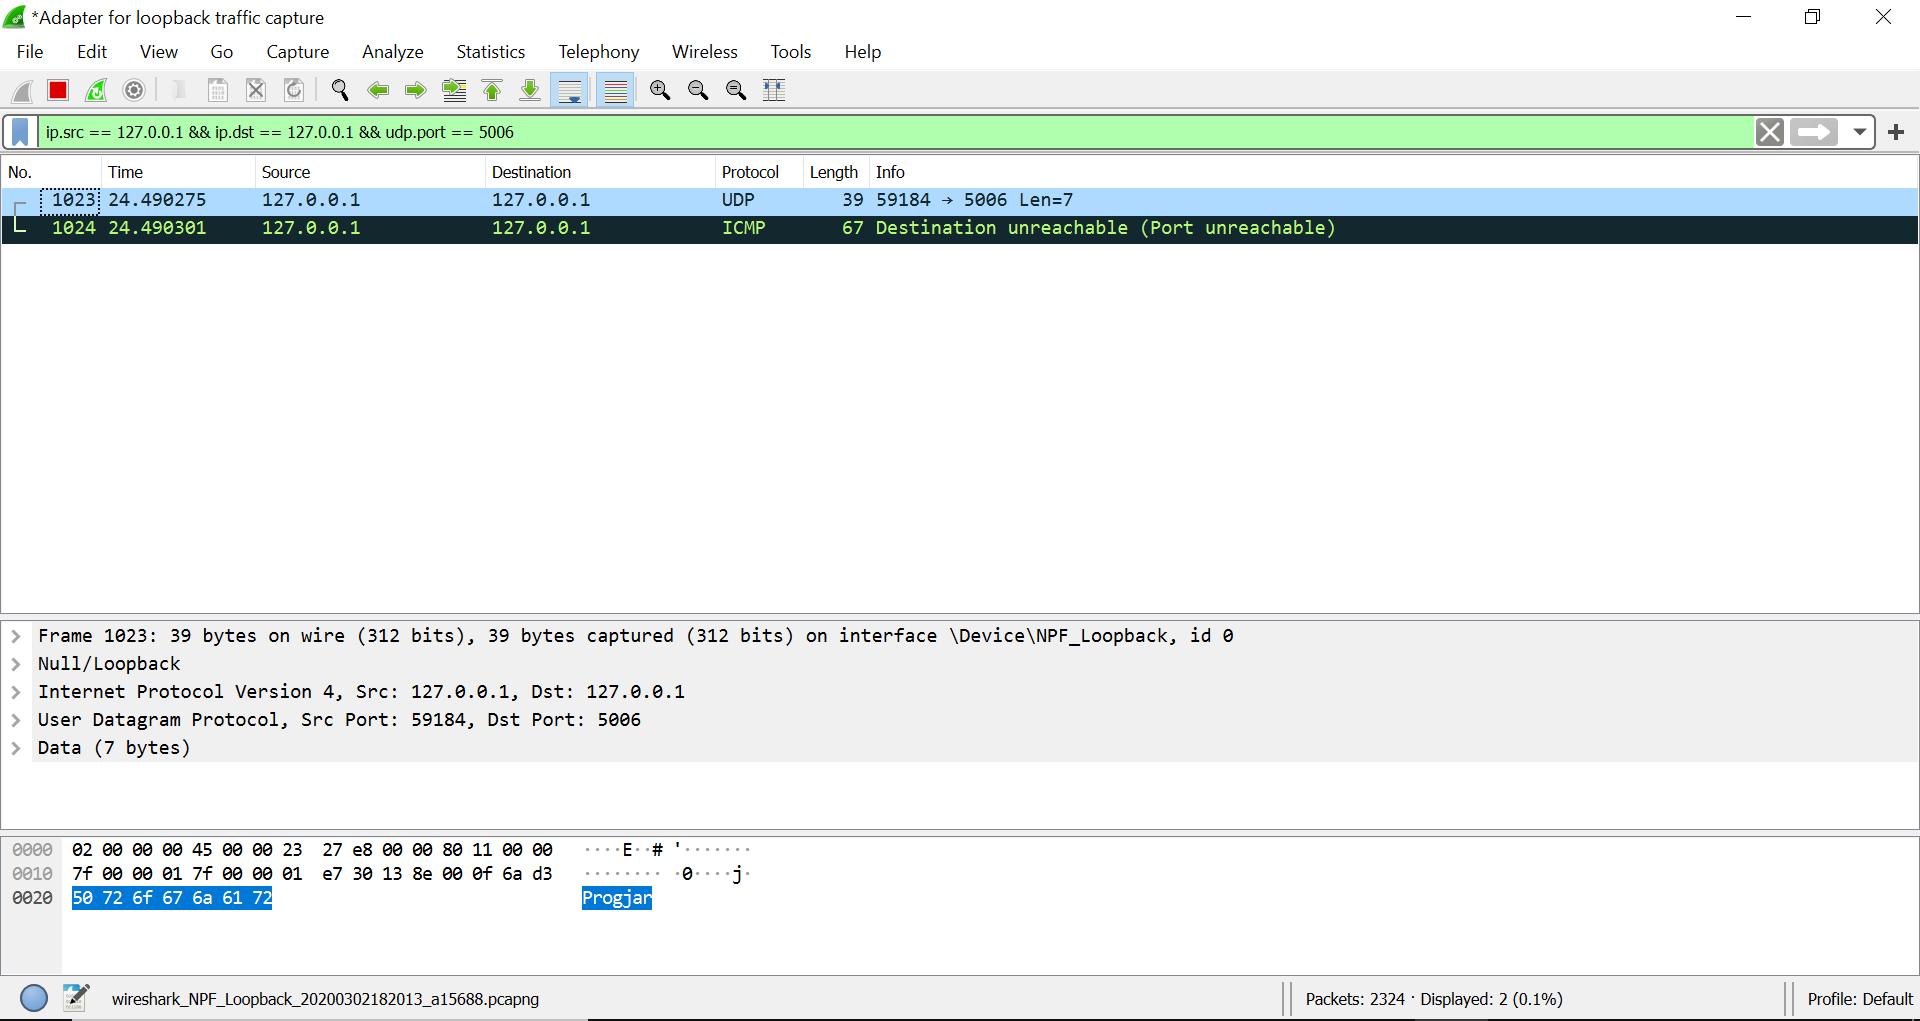 *Adapter for loopback traffic capture
File Edit View Go Capture Analyze Statistics Telephony Wireless Tools Help
ip.src == 127.0.0.1 && ip.dst == 127.0.0.1 && udp.port == 5006
No. Time Source Destination Protocol Length Info
1023 24.490275 127.0.0.1 127.0.0.1 UDP 39 59184 → 5006 Len=7
1024 24.490301 127.0.0.1 127.0.0.1 ICMP 67 Destination unreachable (Port unreachable)
Frame 1023: 39 bytes on wire (312 bits), 39 bytes captured (312 bits) on interface \Device\NPF_Loopback, id 0
Null/Loopback
Internet Protocol Version 4, Src: 127.0.0.1, Dst: 127.0.0.1
User Datagram Protocol, Src Port: 59184, Dst Port: 5006
Data (7 bytes)
0000 02 00 00 00 45 00 00 23 27 e8 00 00 80 11 00 00 ····E··# '·······
0010 7f 00 00 01 7f 00 00 01 e7 30 13 8e 00 0f 6a d3 ········ ·0····j·
0020 50 72 6f 67 6a 61 72 Progjar
wireshark_NPF_Loopback_20200302182013_a15688.pcapng Packets: 2324 · Displayed: 2 (0.1%) Profile: Default